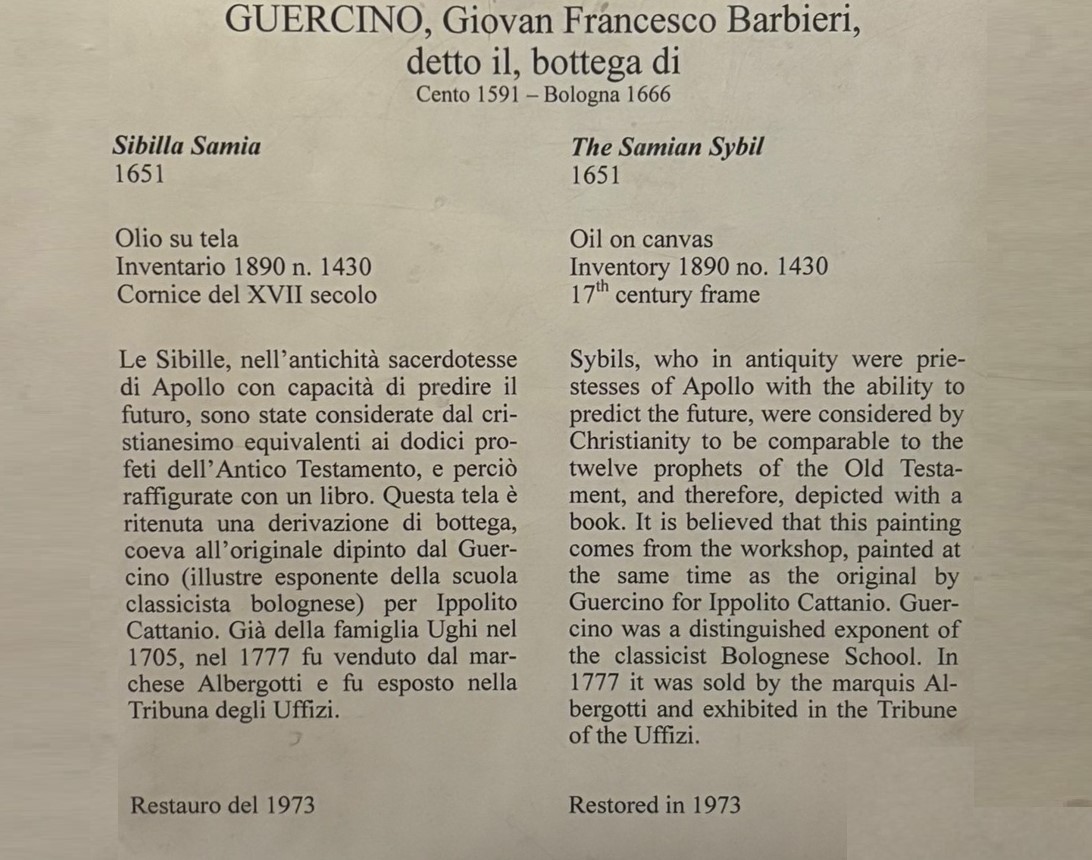 GUERCINO, Giovan Francesco Barbieri,
detto il, bottega di
Cento 1591 – Bologna 1666
Sibilla Samia
1651
Olio su tela
Inventario 1890 n. 1430
Cornice del XVII secolo
Le Sibille, nell'antichità sacerdotesse
di Apollo con capacità di predire il
futuro, sono state considerate dal cri-
stianesimo equivalenti ai dodici pro-
feti dell'Antico Testamento, e perciò
raffigurate con un libro. Questa tela è
ritenuta una derivazione di bottega,
coeva all'originale dipinto dal Guer-
cino (illustre esponente della scuola
classicista bolognese) per Ippolito
Cattanio. Già della famiglia Ughi nel
1705, nel 1777 fu venduto dal mar-
chese Albergotti e fu esposto nella
Tribuna degli Uffizi.
Restauro del 1973
The Samian Sybil
1651
Oil on canvas
Inventory 1890 no. 1430
17th century frame
Sybils, who in antiquity were prie-
stesses of Apollo with the ability to
predict the future, were considered by
Christianity to be comparable to the
twelve prophets of the Old Testa-
ment, and therefore, depicted with a
book. It is believed that this painting
comes from the workshop, painted at
the same time as the original by
Guercino for Ippolito Cattanio. Guer-
cino was a distinguished exponent of
the classicist Bolognese School. In
1777 it was sold by the marquis Al-
bergotti and exhibited in the Tribune
of the Uffizi.
Restored in 1973